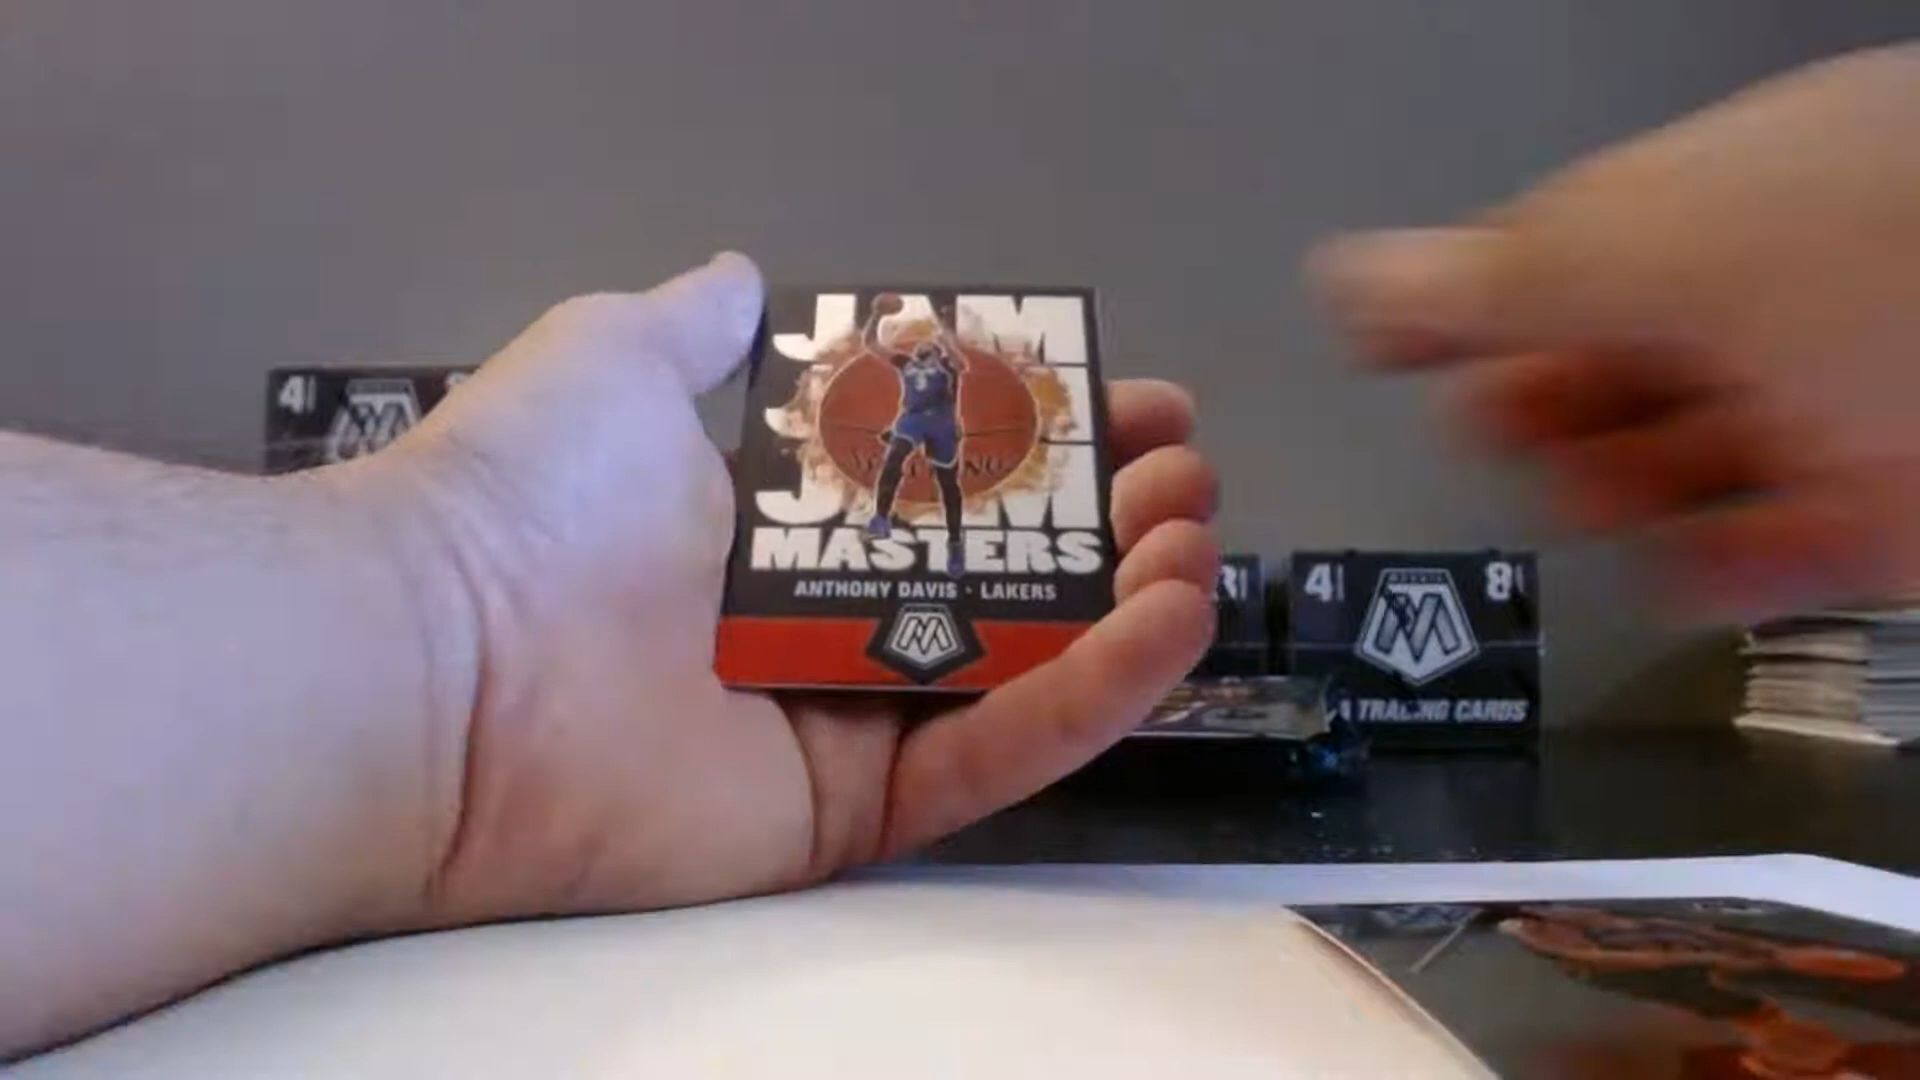 JAM
JAM
MASTERS
ANTHONY DAVIS · LAKERS
4
4
8
TRADING CARDS